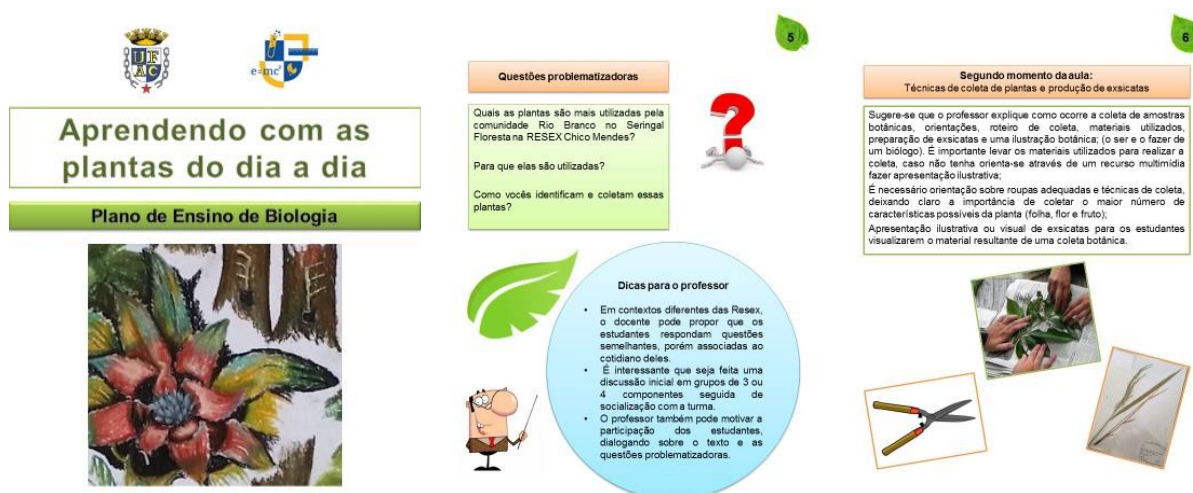 UF
AC
e=mc²
Aprendendo com as
plantas do dia a dia
Plano de Ensino de Biologia
5
Questões problematizadoras
Quais as plantas são mais utilizadas pela
comunidade Rio Branco no Seringal
Floresta na RESEX Chico Mendes?
Para que elas são utilizadas?
Como vocês identificam e coletam essas
plantas?
Dicas para o professor
• Em contextos diferentes das Resex,
o docente pode propor que os
estudantes respondam questões
semelhantes, porém associadas ao
cotidiano deles.
• É interessante que seja feita uma
discussão inicial em grupos de 3 ou
4 componentes seguida de
socialização com a turma.
• O professor também pode motivar a
participação dos estudantes,
dialogando sobre o texto e as
questões problematizadoras.
6
Segundo momento da aula:
Técnicas de coleta de plantas e produção de exsicatas
Sugere-se que o professor explique como ocorre a coleta de amostras
botânicas, orientações, roteiro de coleta, materiais utilizados,
preparação de exsicatas e uma ilustração botânica; (o ser e o fazer de
um biólogo). É importante levar os materiais utilizados para realizar a
coleta, caso não tenha orienta-se através de um recurso multimídia
fazer apresentação ilustrativa;
É necessário orientação sobre roupas adequadas e técnicas de coleta,
deixando claro a importância de coletar o maior número de
características possíveis da planta (folha, flor e fruto);
Apresentação ilustrativa ou visual de exsicatas para os estudantes
visualizarem o material resultante de uma coleta botânica.